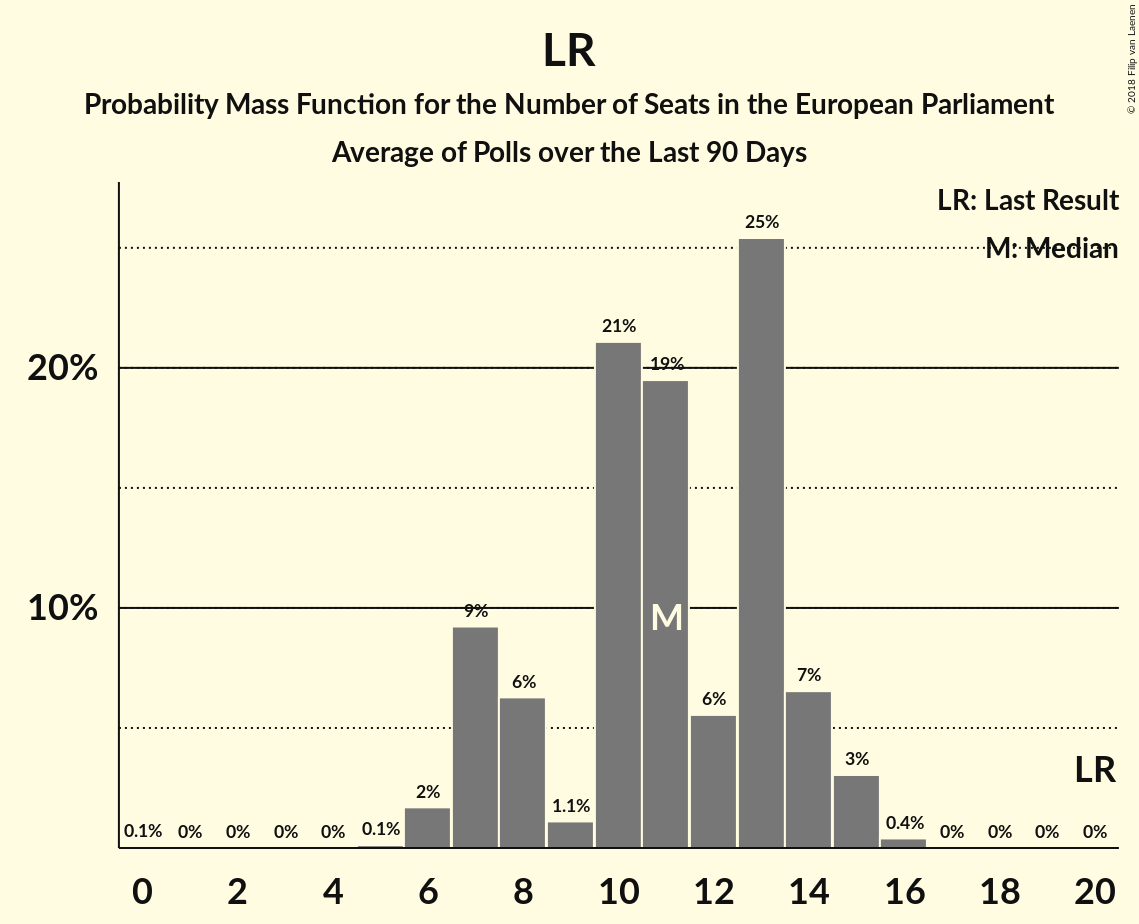 LR
Probability Mass Function for the Number of Seats in the European Parliament
Average of Polls over the Last 90 Days
© 2018 Filip van Laenen
LR: Last Result
M: Median
25%
21%
20%
19%
10%
9%
M
6%
6%
7%
3%
LR
2%
1.1%
0.4%
0.1% 0% 0% 0% 0% 0.1% 0% 0% 0% 0%
0 2 4 6 8 10 12 14 16 18 20